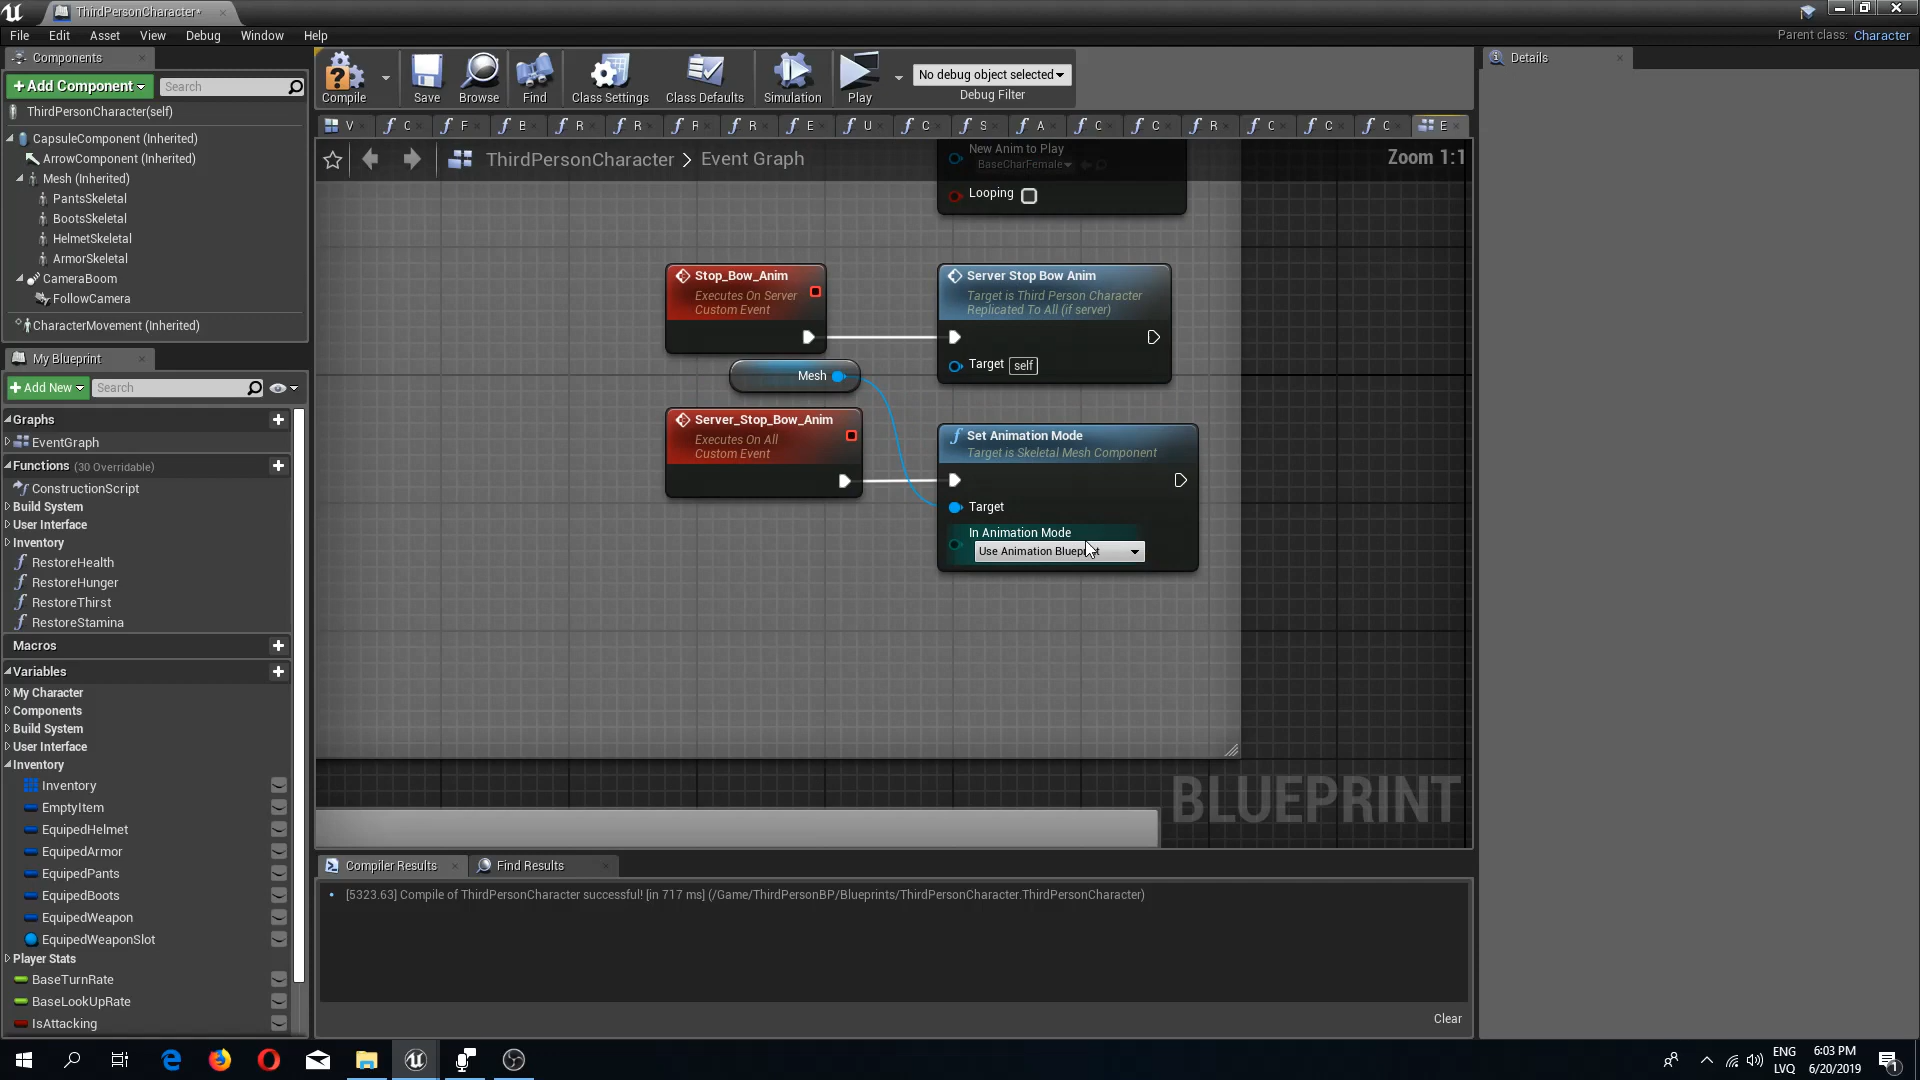 ThirdPersonCharacter*
File Edit Asset View Debug Window Help
Parent class: Character
Components
+Add Component
Search
ThirdPersonCharacter(self)
CapsuleComponent (Inherited)
ArrowComponent (Inherited)
Mesh (Inherited)
PantsSkeletal
BootsSkeletal
HelmetSkeletal
ArmorSkeletal
CameraBoom
FollowCamera
CharacterMovement (Inherited)
My Blueprint
+Add New
Search
Graphs
EventGraph
Functions (30 Overridable)
ConstructionScript
Build System
User Interface
Inventory
RestoreHealth
RestoreHunger
RestoreThirst
RestoreStamina
Macros
Variables
My Character
Components
Build System
User Interface
Inventory
Inventory
EmptyItem
EquipedHelmet
EquipedArmor
EquipedPants
EquipedBoots
EquipedWeapon
EquipedWeaponSlot
Player Stats
BaseTurnRate
BaseLookUpRate
IsAttacking
Compile
Save
Browse
Find
Class Settings
Class Defaults
Simulation
Play
No debug object selected
Debug Filter
V f C f F f B f R f R f R f R f E f U f C f S f A f C f C f R f C f C f C E
ThirdPersonCharacter > Event Graph
Zoom 1:1
New Anim to Play
BaseCharFemale
Looping
Stop_Bow_Anim
Executes On Server
Custom Event
Server Stop Bow Anim
Target is Third Person Character
Replicated To All (if server)
Target self
Mesh
Server_Stop_Bow_Anim
Executes On All
Custom Event
Set Animation Mode
Target is Skeletal Mesh Component
Target
In Animation Mode
Use Animation Blueprint
BLUEPRINT
Compiler Results
Find Results
[5323.63] Compile of ThirdPersonCharacter successful! [in 717 ms] (/Game/ThirdPersonBP/Blueprints/ThirdPersonCharacter.ThirdPersonCharacter)
Clear
Details
ENG
LVQ
6:03 PM
6/20/2019
1